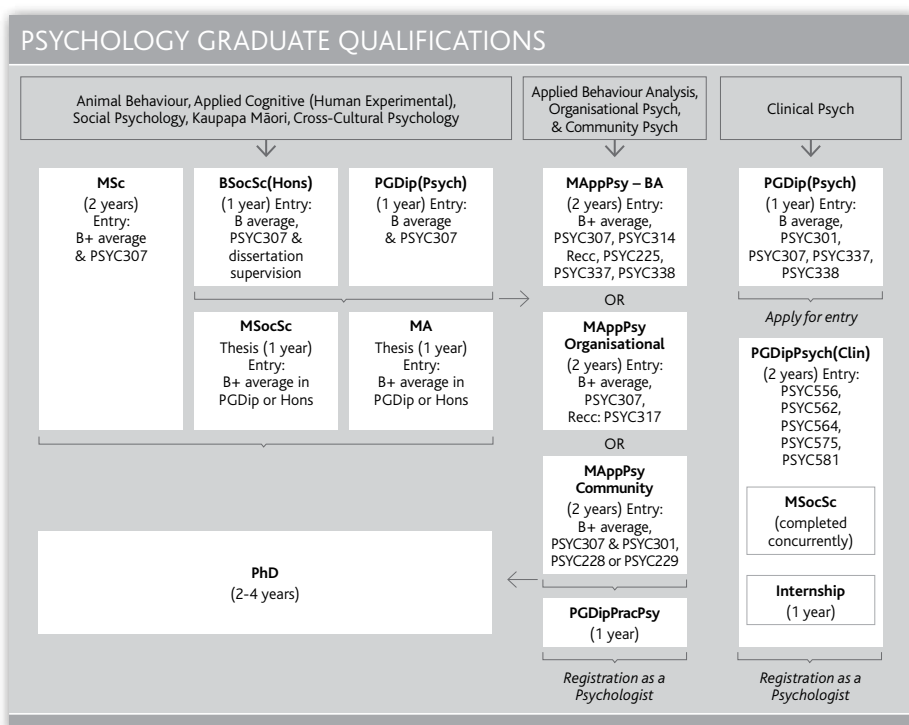 PSYCHOLOGY GRADUATE QUALIFICATIONS
Animal Behaviour, Applied Cognitive (Human Experimental),
Social Psychology, Kaupapa Māori, Cross-Cultural Psychology
Applied Behaviour Analysis,
Organisational Psych,
& Community Psych
Clinical Psych
MSc
(2 years)
Entry:
B+ average
& PSYC307
BSocSc(Hons)
(1 year) Entry:
B average,
PSYC307 &
dissertation
supervision
PGDip(Psych)
(1 year) Entry:
B average
& PSYC307
MSocSc
Thesis (1 year)
Entry:
B+ average in
PGDip or Hons
MA
Thesis (1 year)
Entry:
B+ average in
PGDip or Hons
PhD
(2-4 years)
MAppPsy – BA
(2 years) Entry:
B+ average,
PSYC307, PSYC314
Recc, PSYC225,
PSYC337, PSYC338
OR
MAppPsy
Organisational
(2 years) Entry:
B+ average,
PSYC307,
Recc: PSYC317
OR
MAppPsy
Community
(2 years) Entry:
B+ average,
PSYC307 & PSYC301,
PSYC228 or PSYC229
PGDipPracPsy
(1 year)
Registration as a
Psychologist
PGDip(Psych)
(1 year) Entry:
B average,
PSYC301,
PSYC307, PSYC337,
PSYC338
Apply for entry
PGDipPsych(Clin)
(2 years) Entry:
PSYC556,
PSYC562,
PSYC564,
PSYC575,
PSYC581
MSocSc
(completed
concurrently)
Internship
(1 year)
Registration as a
Psychologist